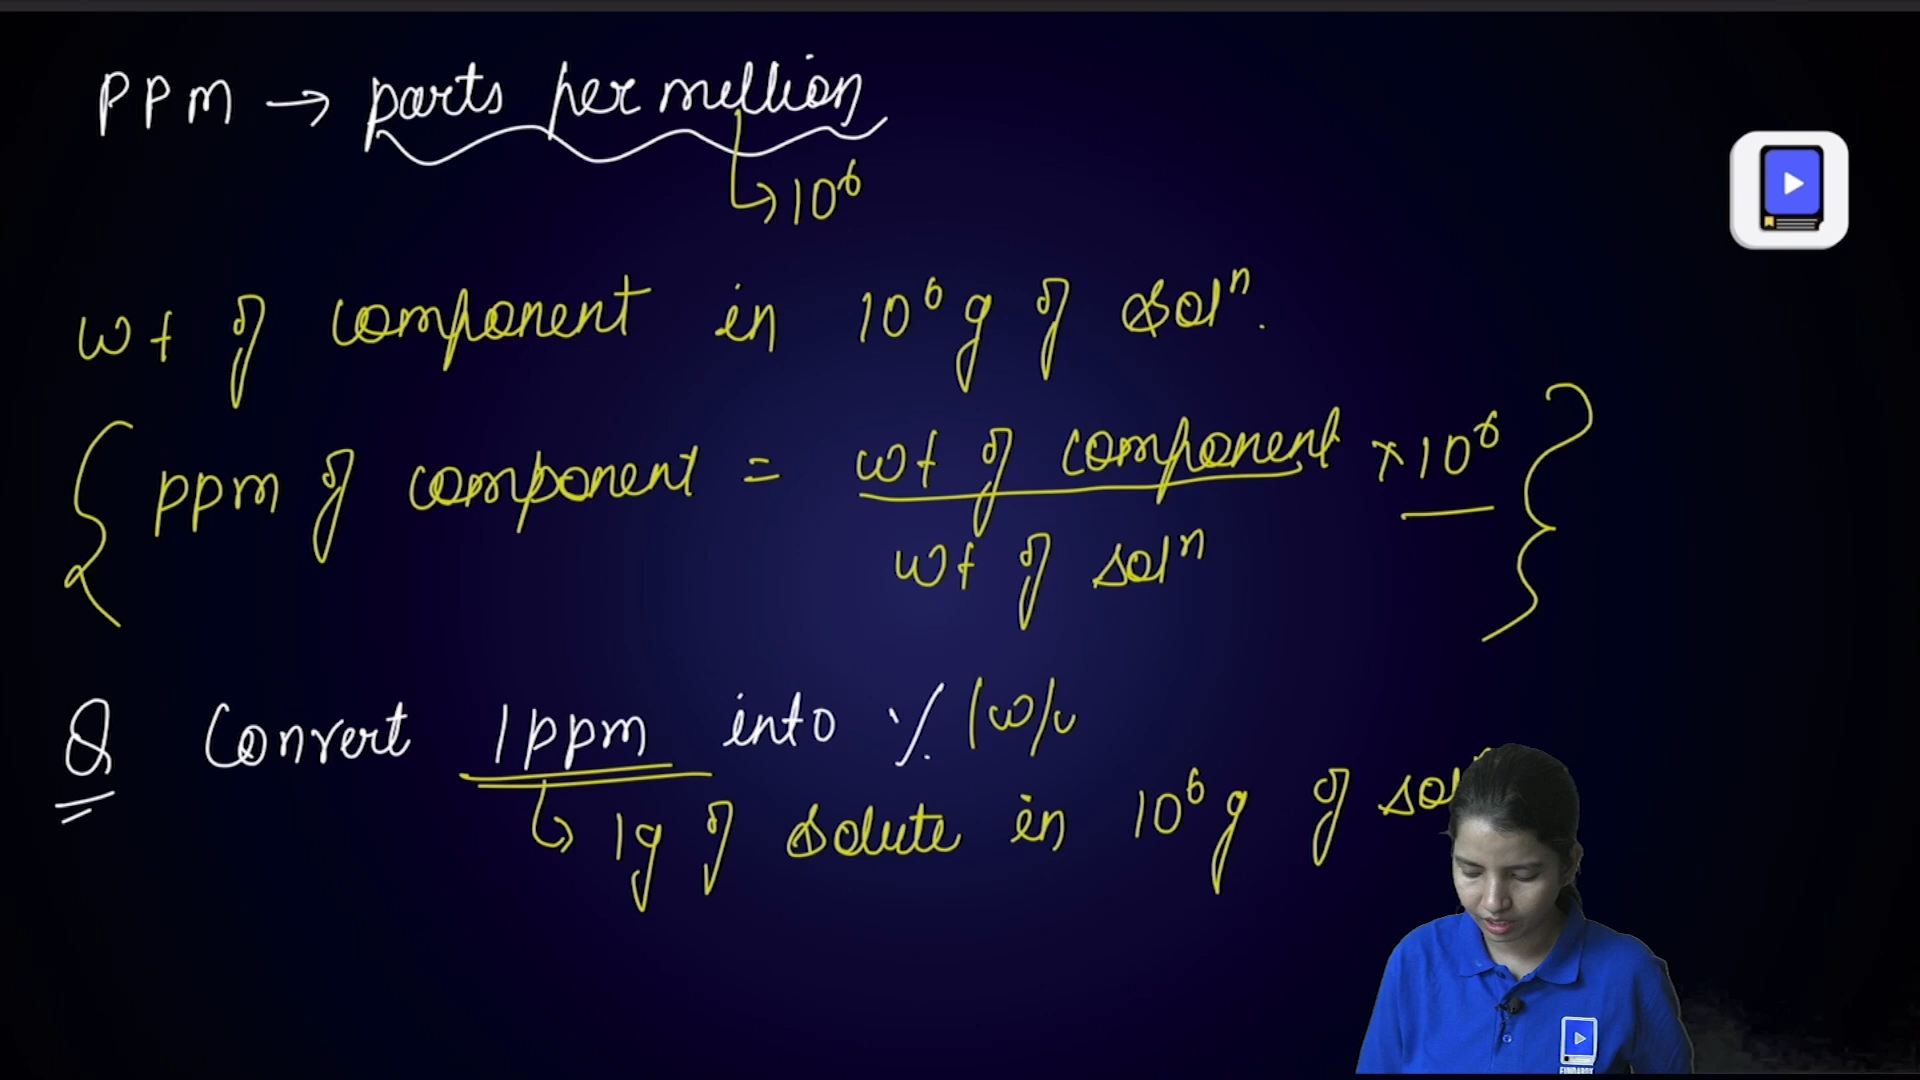 PPM → parts per million
↳ 10⁶
wt of component in 10⁶ g of solⁿ.
{ ppm of component = wt of component × 10⁶ }
wt of solⁿ
Q Convert 1ppm into % (w/
↳ 1g of solute in 10⁶ g of sol